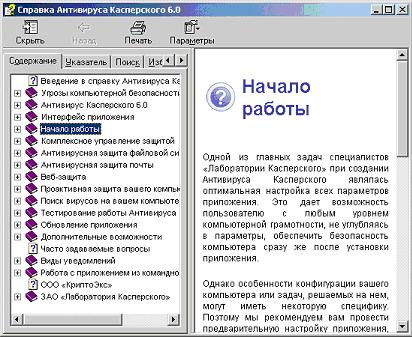 Справка Антивируса Касперского 6.0
Скрыть Назад Печать Параметры
Содержание Указатель Поиск Изб
Введение в справку Антивируса Ка
Угрозы компьютерной безопасности
Антивирус Касперского 6.0
Интерфейс приложения
Начало работы
Комплексное управление защитой
Антивирусная защита файловой си
Антивирусная защита почты
Веб-защита
Проактивная защита вашего компью
Поиск вирусов на вашем компьюте
Тестирование работы Антивируса
Обновление приложения
Дополнительные возможности
Часто задаваемые вопросы
Виды уведомлений
Работа с приложением из командно
ООО «КриптоЭкс»
ЗАО «Лаборатория Касперского»
Начало
работы
Одной из главных задач специалистов
«Лаборатории Касперского» при создании
Антивируса Касперского являлась
оптимальная настройка всех параметров
приложения. Это дает возможность
пользователю с любым уровнем
компьютерной грамотности, не углубляясь
в параметры, обеспечить безопасность
компьютера сразу же после установки
приложения.
Однако особенности конфигурации вашего
компьютера или задач, решаемых на нем,
могут иметь некоторую специфику.
Поэтому мы рекомендуем вам провести
предварительную настройку приложения,